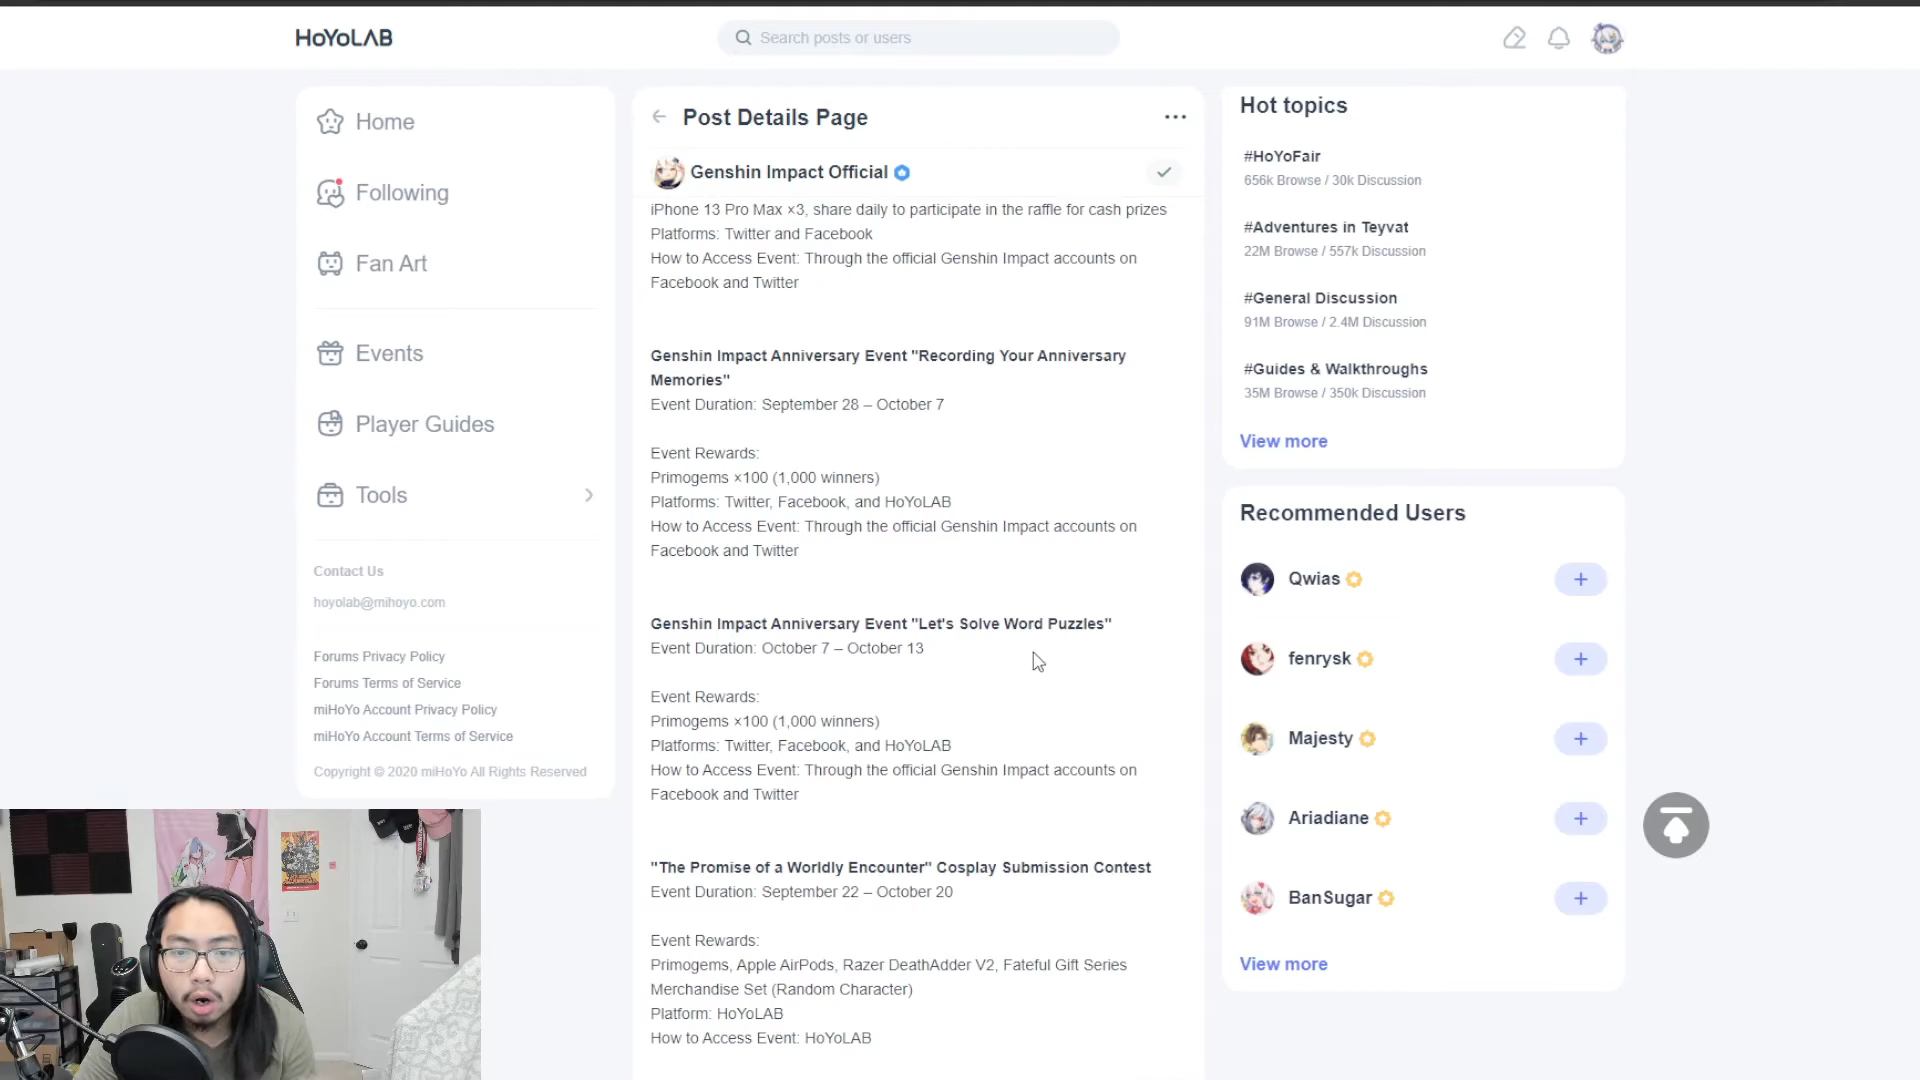 HoYoLAB
Search posts or users
Home
Following
Fan Art
Events
Player Guides
Tools
Contact Us
hoyolab@mihoyo.com
Forums Privacy Policy
Forums Terms of Service
miHoYo Account Privacy Policy
miHoYo Account Terms of Service
Copyright © 2020 miHoYo All Rights Reserved
Post Details Page
Genshin Impact Official
iPhone 13 Pro Max ×3, share daily to participate in the raffle for cash prizes
Platforms: Twitter and Facebook
How to Access Event: Through the official Genshin Impact accounts on
Facebook and Twitter
Genshin Impact Anniversary Event "Recording Your Anniversary
Memories"
Event Duration: September 28 – October 7
Event Rewards:
Primogems ×100 (1,000 winners)
Platforms: Twitter, Facebook, and HoYoLAB
How to Access Event: Through the official Genshin Impact accounts on
Facebook and Twitter
Genshin Impact Anniversary Event "Let's Solve Word Puzzles"
Event Duration: October 7 – October 13
Event Rewards:
Primogems ×100 (1,000 winners)
Platforms: Twitter, Facebook, and HoYoLAB
How to Access Event: Through the official Genshin Impact accounts on
Facebook and Twitter
"The Promise of a Worldly Encounter" Cosplay Submission Contest
Event Duration: September 22 – October 20
Event Rewards:
Primogems, Apple AirPods, Razer DeathAdder V2, Fateful Gift Series
Merchandise Set (Random Character)
Platform: HoYoLAB
How to Access Event: HoYoLAB
Hot topics
#HoYoFair
656k Browse / 30k Discussion
#Adventures in Teyvat
22M Browse / 557k Discussion
#General Discussion
91M Browse / 2.4M Discussion
#Guides & Walkthroughs
35M Browse / 350k Discussion
View more
Recommended Users
Qwias
fenrysk
Majesty
Ariadiane
BanSugar
View more